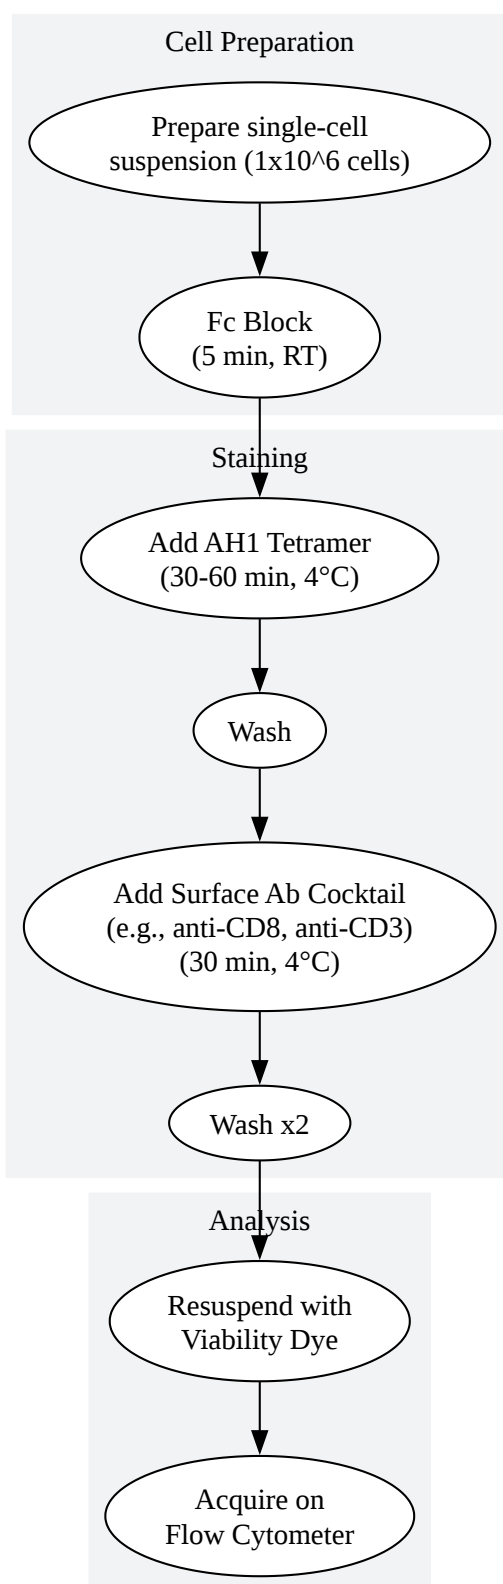 Cell Preparation
Prepare single-cell
suspension (1x10^6 cells)
Fc Block
(5 min, RT)
Staining
Add AH1 Tetramer
(30-60 min, 4°C)
Wash
Add Surface Ab Cocktail
(e.g., anti-CD8, anti-CD3)
(30 min, 4°C)
Wash x2
Analysis
Resuspend with
Viability Dye
Acquire on
Flow Cytometer